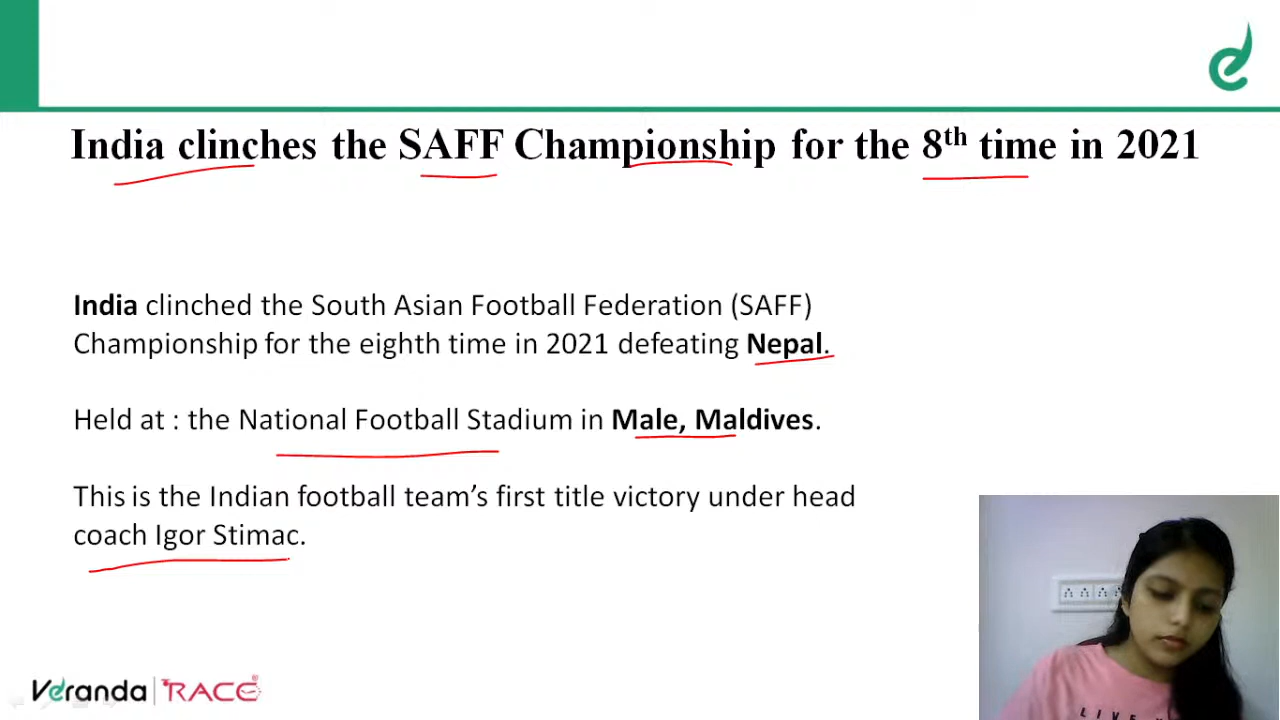 India clinches the SAFF Championship for the 8th time in 2021
India clinched the South Asian Football Federation (SAFF)
Championship for the eighth time in 2021 defeating Nepal.
Held at : the National Football Stadium in Male, Maldives.
This is the Indian football team’s first title victory under head
coach Igor Stimac.
Veranda RACE
LIVE